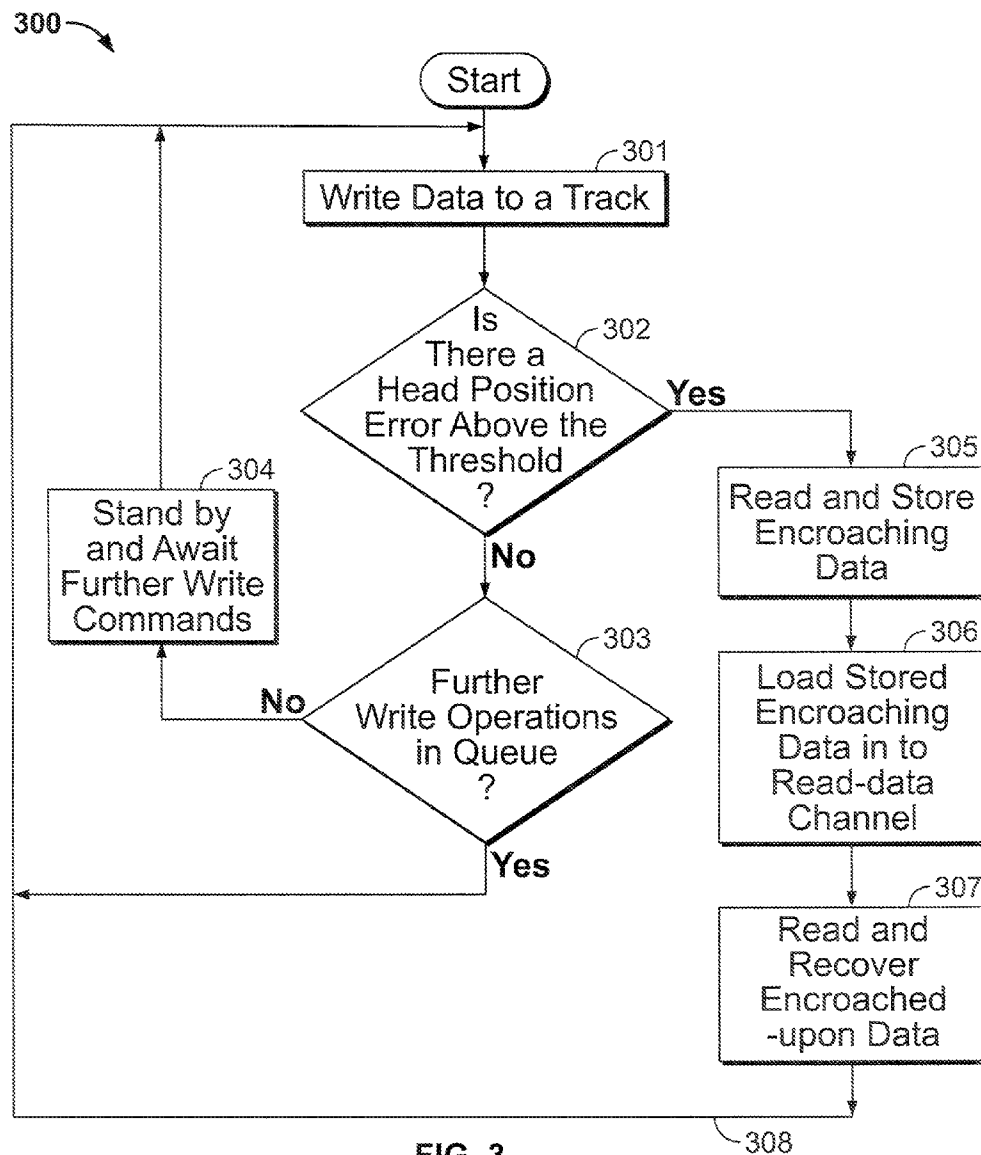 300
Start
301
Write Data to a Track
Is
There a
Head Position
Error Above the
Threshold
?
302
Yes
No
304
Stand by
and Await
Further Write
Commands
303
Further
Write Operations
in Queue
?
No
Yes
305
Read and Store
Encroaching
Data
306
Load Stored
Encroaching
Data in to
Read-data
Channel
307
Read and
Recover
Encroached
-upon Data
308
FIG. 3